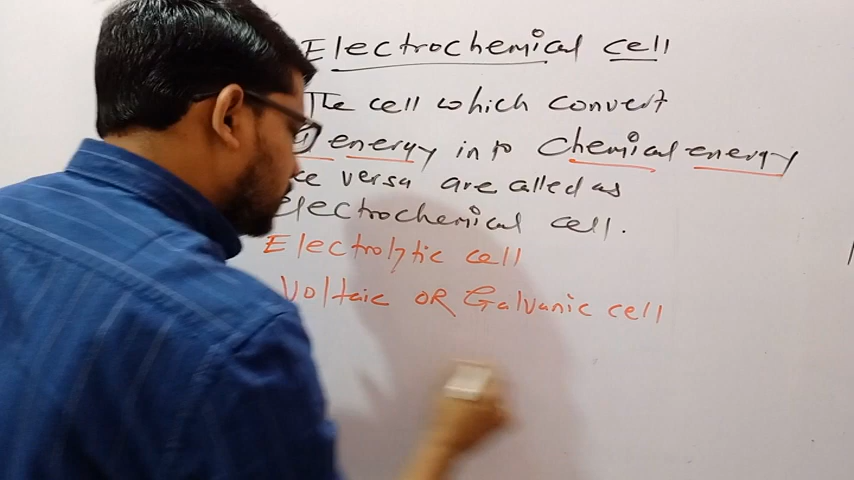 Electrochemical cell
The cell which convert
energy into Chemical energy
versa are alled as
electrochemical cell.
Electrolytic cell
Voltaic OR Galvanic cell